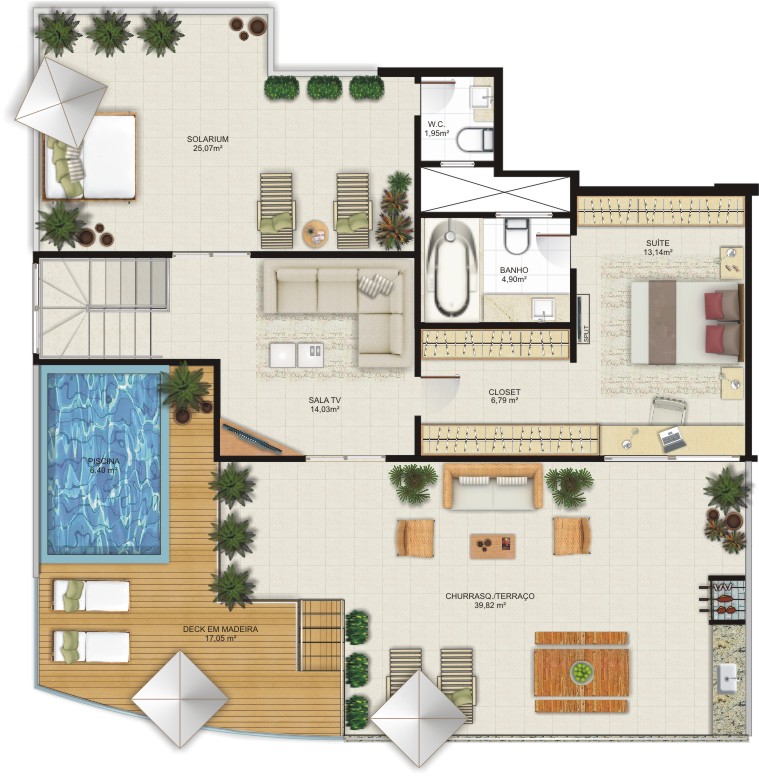 SOLARIUM
25,07m²
W.C.
1,95m²
SUÍTE
13,14m²
BANHO
4,90m²
SPLIT
SALA TV
14,03m²
CLOSET
6,79 m²
PISCINA
8.40 m²
CHURRASQ./TERRAÇO
39,82 m²
DECK EM MADEIRA
17,05 m²